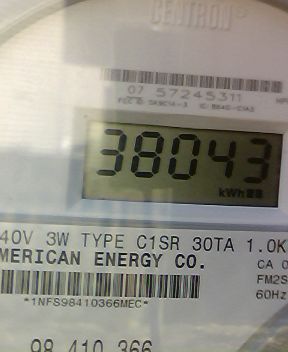 CENTRON®
07 57245311
38043
kWh
40V 3W TYPE C1SR 30TA 1.0K
MERICAN ENERGY CO.
CA 0
FM2S
60Hz
*1NFS98410366MEC*
98 410 366